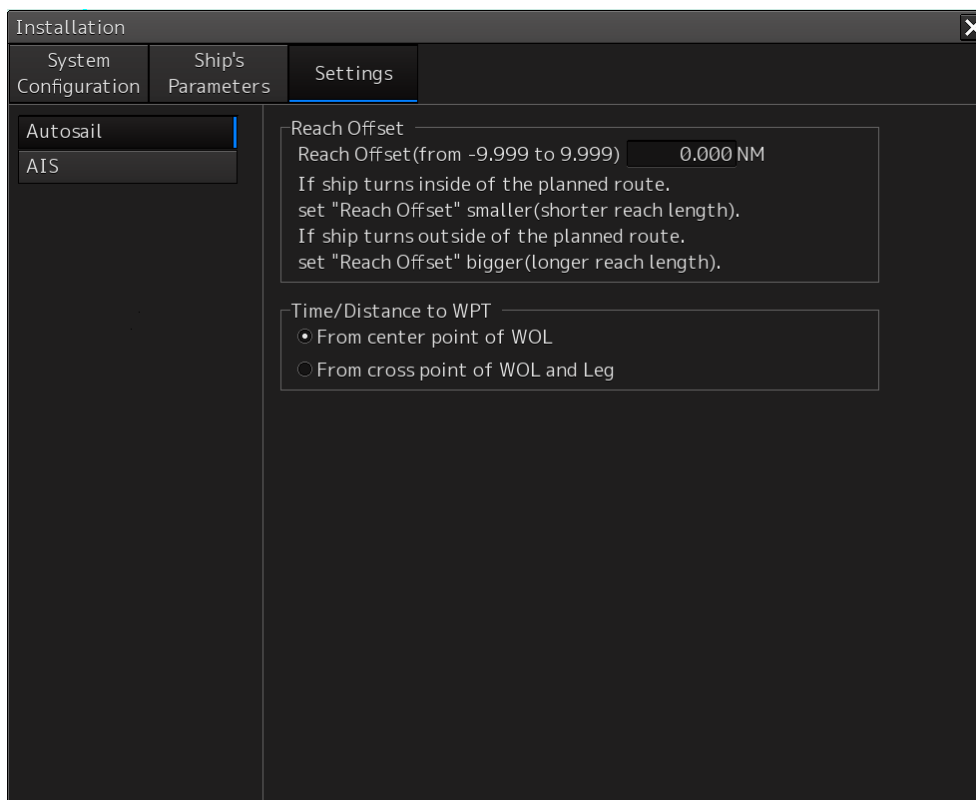 Installation
System
Configuration
Ship's
Parameters
Settings
Autosail
AIS
Reach Offset
Reach Offset(from -9.999 to 9.999) 0.000 NM
If ship turns inside of the planned route.
set "Reach Offset" smaller(shorter reach length).
If ship turns outside of the planned route.
set "Reach Offset" bigger(longer reach length).
Time/Distance to WPT
From center point of WOL
From cross point of WOL and Leg